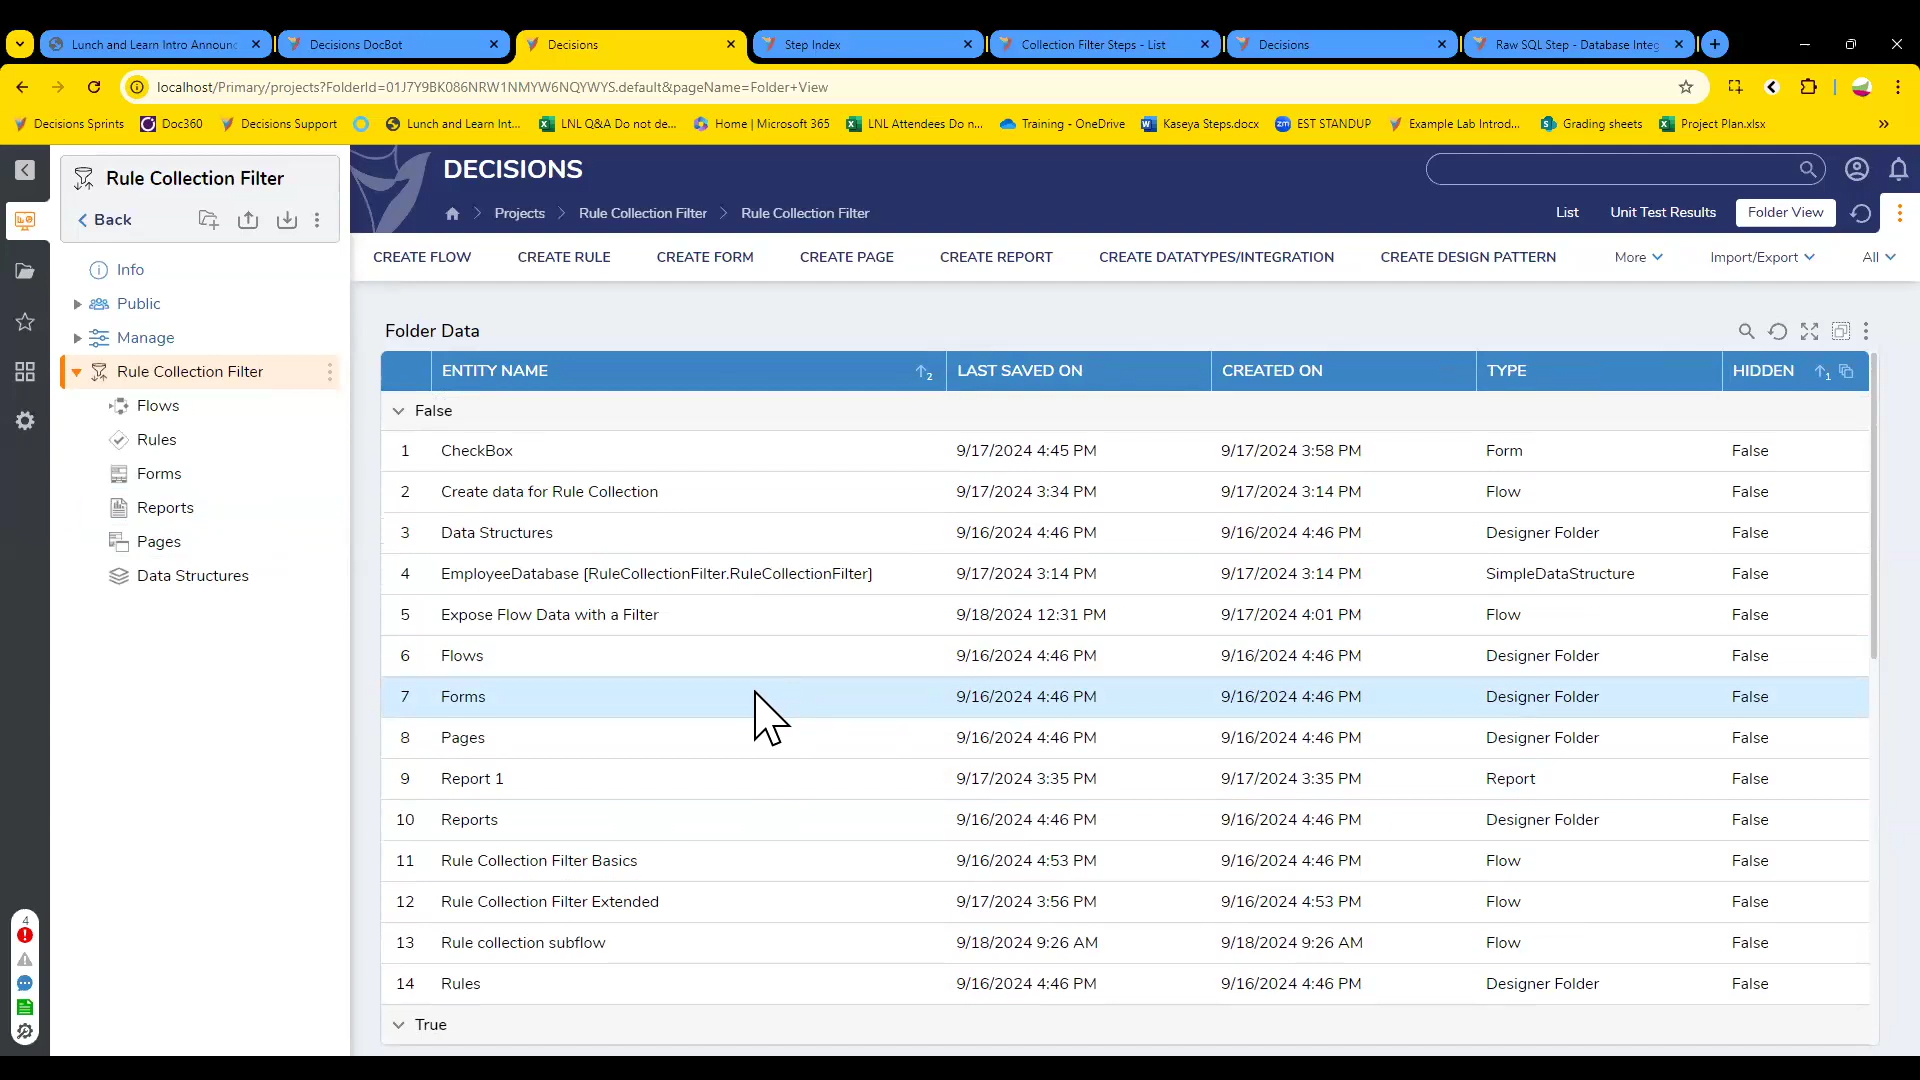 Lunch and Learn Intro Announc
Decisions DocBot
Decisions
Step Index
Collection Filter Steps - List
Decisions
Raw SQL Step - Database Integ
localhost/Primary/projects?FolderId=01J7Y9BK086NRW1NMYW6NQYWYS.default&pageName=Folder+View
Decisions Sprints
Doc360
Decisions Support
Lunch and Learn Int...
LNL Q&A Do not de...
Home | Microsoft 365
LNL Attendees Do n...
Training - OneDrive
Kaseya Steps.docx
EST STANDUP
Example Lab Introd...
Grading sheets
Project Plan.xlsx
Rule Collection Filter
Back
Info
Public
Manage
Rule Collection Filter
Flows
Rules
Forms
Reports
Pages
Data Structures
4
DECISIONS
Projects > Rule Collection Filter > Rule Collection Filter
List Unit Test Results Folder View
CREATE FLOW CREATE RULE CREATE FORM CREATE PAGE CREATE REPORT CREATE DATATYPES/INTEGRATION CREATE DESIGN PATTERN More Import/Export All
Folder Data
ENTITY NAME 2 LAST SAVED ON CREATED ON TYPE HIDDEN 1
False
1 CheckBox 9/17/2024 4:45 PM 9/17/2024 3:58 PM Form False
2 Create data for Rule Collection 9/17/2024 3:34 PM 9/17/2024 3:14 PM Flow False
3 Data Structures 9/16/2024 4:46 PM 9/16/2024 4:46 PM Designer Folder False
4 EmployeeDatabase [RuleCollectionFilter.RuleCollectionFilter] 9/17/2024 3:14 PM 9/17/2024 3:14 PM SimpleDataStructure False
5 Expose Flow Data with a Filter 9/18/2024 12:31 PM 9/17/2024 4:01 PM Flow False
6 Flows 9/16/2024 4:46 PM 9/16/2024 4:46 PM Designer Folder False
7 Forms 9/16/2024 4:46 PM 9/16/2024 4:46 PM Designer Folder False
8 Pages 9/16/2024 4:46 PM 9/16/2024 4:46 PM Designer Folder False
9 Report 1 9/17/2024 3:35 PM 9/17/2024 3:35 PM Report False
10 Reports 9/16/2024 4:46 PM 9/16/2024 4:46 PM Designer Folder False
11 Rule Collection Filter Basics 9/16/2024 4:53 PM 9/16/2024 4:46 PM Flow False
12 Rule Collection Filter Extended 9/17/2024 3:56 PM 9/16/2024 4:53 PM Flow False
13 Rule collection subflow 9/18/2024 9:26 AM 9/18/2024 9:26 AM Flow False
14 Rules 9/16/2024 4:46 PM 9/16/2024 4:46 PM Designer Folder False
True